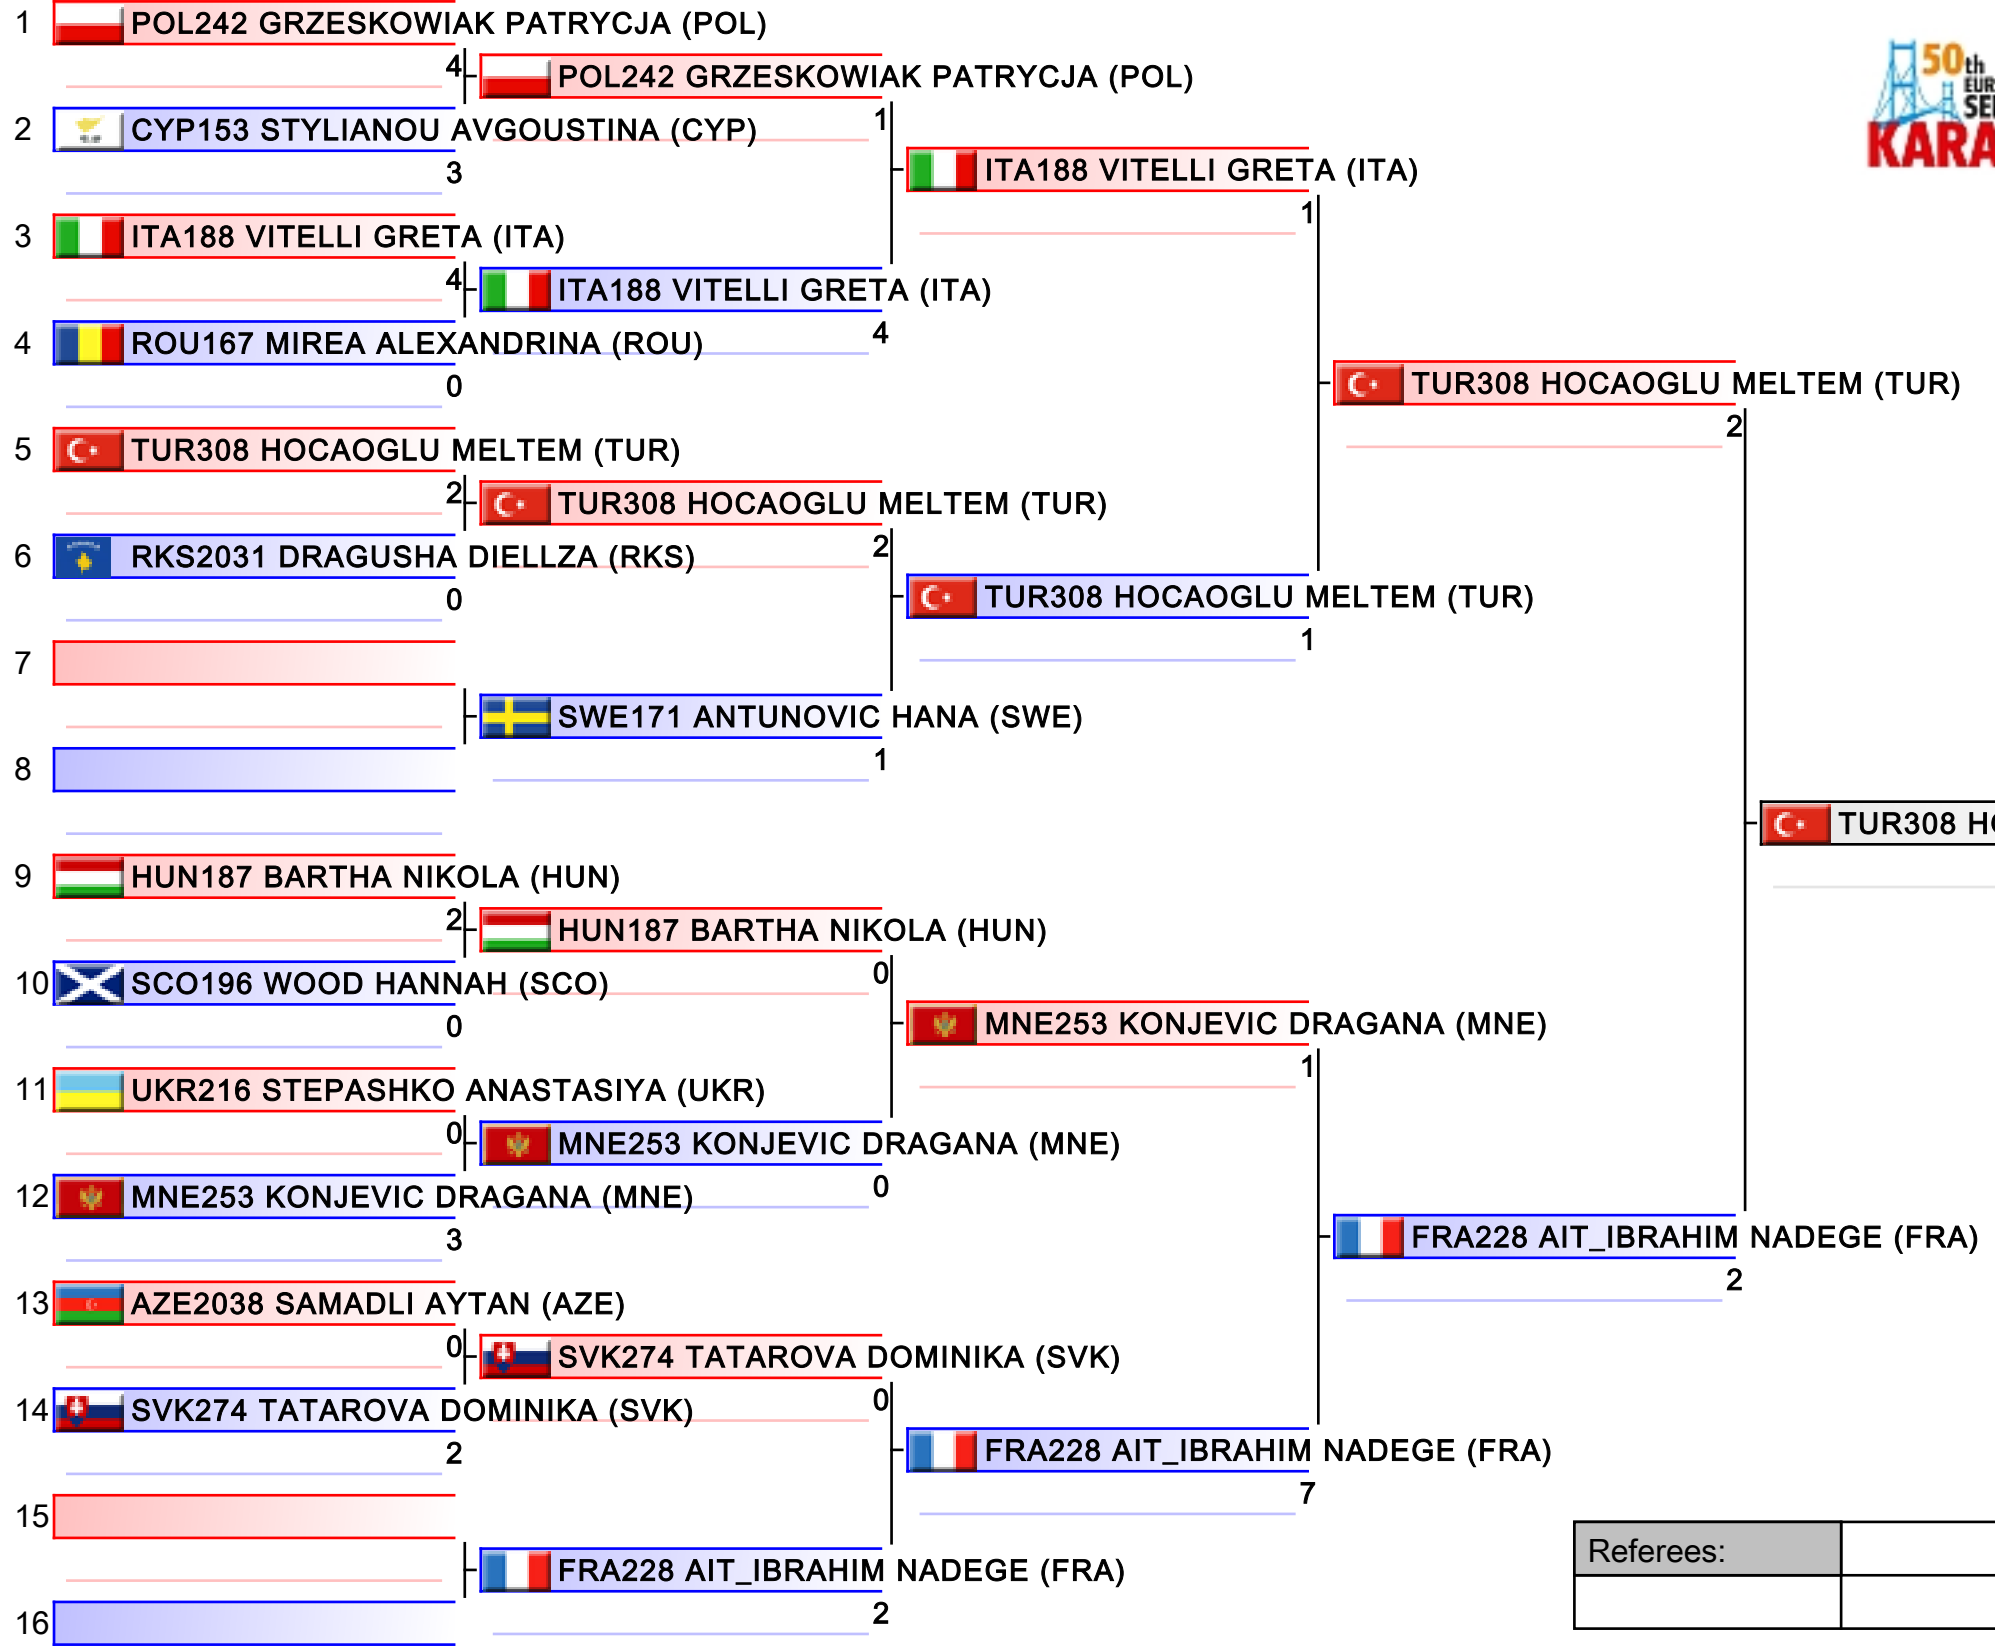 1 POL242 GRZESKOWIAK PATRYCJA (POL)
4
POL242 GRZESKOWIAK PATRYCJA (POL)
1
2 CYP153 STYLIANOU AVGOUSTINA (CYP)
3
ITA188 VITELLI GRETA (ITA)
1
3 ITA188 VITELLI GRETA (ITA)
4
ITA188 VITELLI GRETA (ITA)
4
4 ROU167 MIREA ALEXANDRINA (ROU)
0
TUR308 HOCAOGLU MELTEM (TUR)
2
5 TUR308 HOCAOGLU MELTEM (TUR)
2
TUR308 HOCAOGLU MELTEM (TUR)
2
6 RKS2031 DRAGUSHA DIELLZA (RKS)
0
TUR308 HOCAOGLU MELTEM (TUR)
1
7
SWE171 ANTUNOVIC HANA (SWE)
1
8
TUR308 H
9 HUN187 BARTHA NIKOLA (HUN)
2
HUN187 BARTHA NIKOLA (HUN)
0
10 SCO196 WOOD HANNAH (SCO)
0
MNE253 KONJEVIC DRAGANA (MNE)
1
11 UKR216 STEPASHKO ANASTASIYA (UKR)
0
MNE253 KONJEVIC DRAGANA (MNE)
0
12 MNE253 KONJEVIC DRAGANA (MNE)
3
FRA228 AIT_IBRAHIM NADEGE (FRA)
2
13 AZE2038 SAMADLI AYTAN (AZE)
0
SVK274 TATAROVA DOMINIKA (SVK)
0
14 SVK274 TATAROVA DOMINIKA (SVK)
2
FRA228 AIT_IBRAHIM NADEGE (FRA)
7
15
FRA228 AIT_IBRAHIM NADEGE (FRA)
2
16
50th
EUR
SE
KARA
Referees: